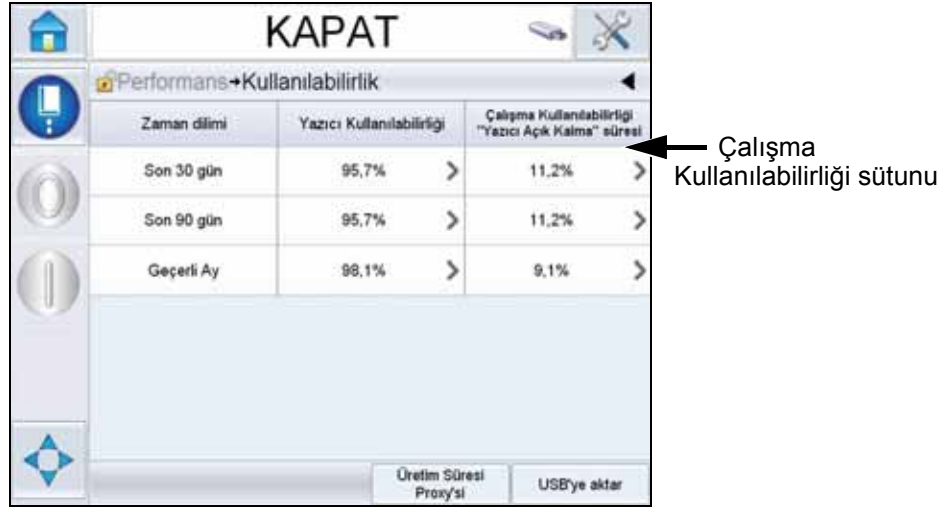 KAPAT
Performans→Kullanılabilirlik
Zaman dilimi
Yazıcı Kullanılabilirliği
Çalışma Kullanılabilirliği
"Yazıcı Açık Kalma" süresi
Son 30 gün
95,7%
11,2%
Son 90 gün
95,7%
11,2%
Geçerli Ay
98,1%
9,1%
Üretim Süresi
Proxy'si
USB'ye aktar
Çalışma
Kullanılabilirliği sütunu